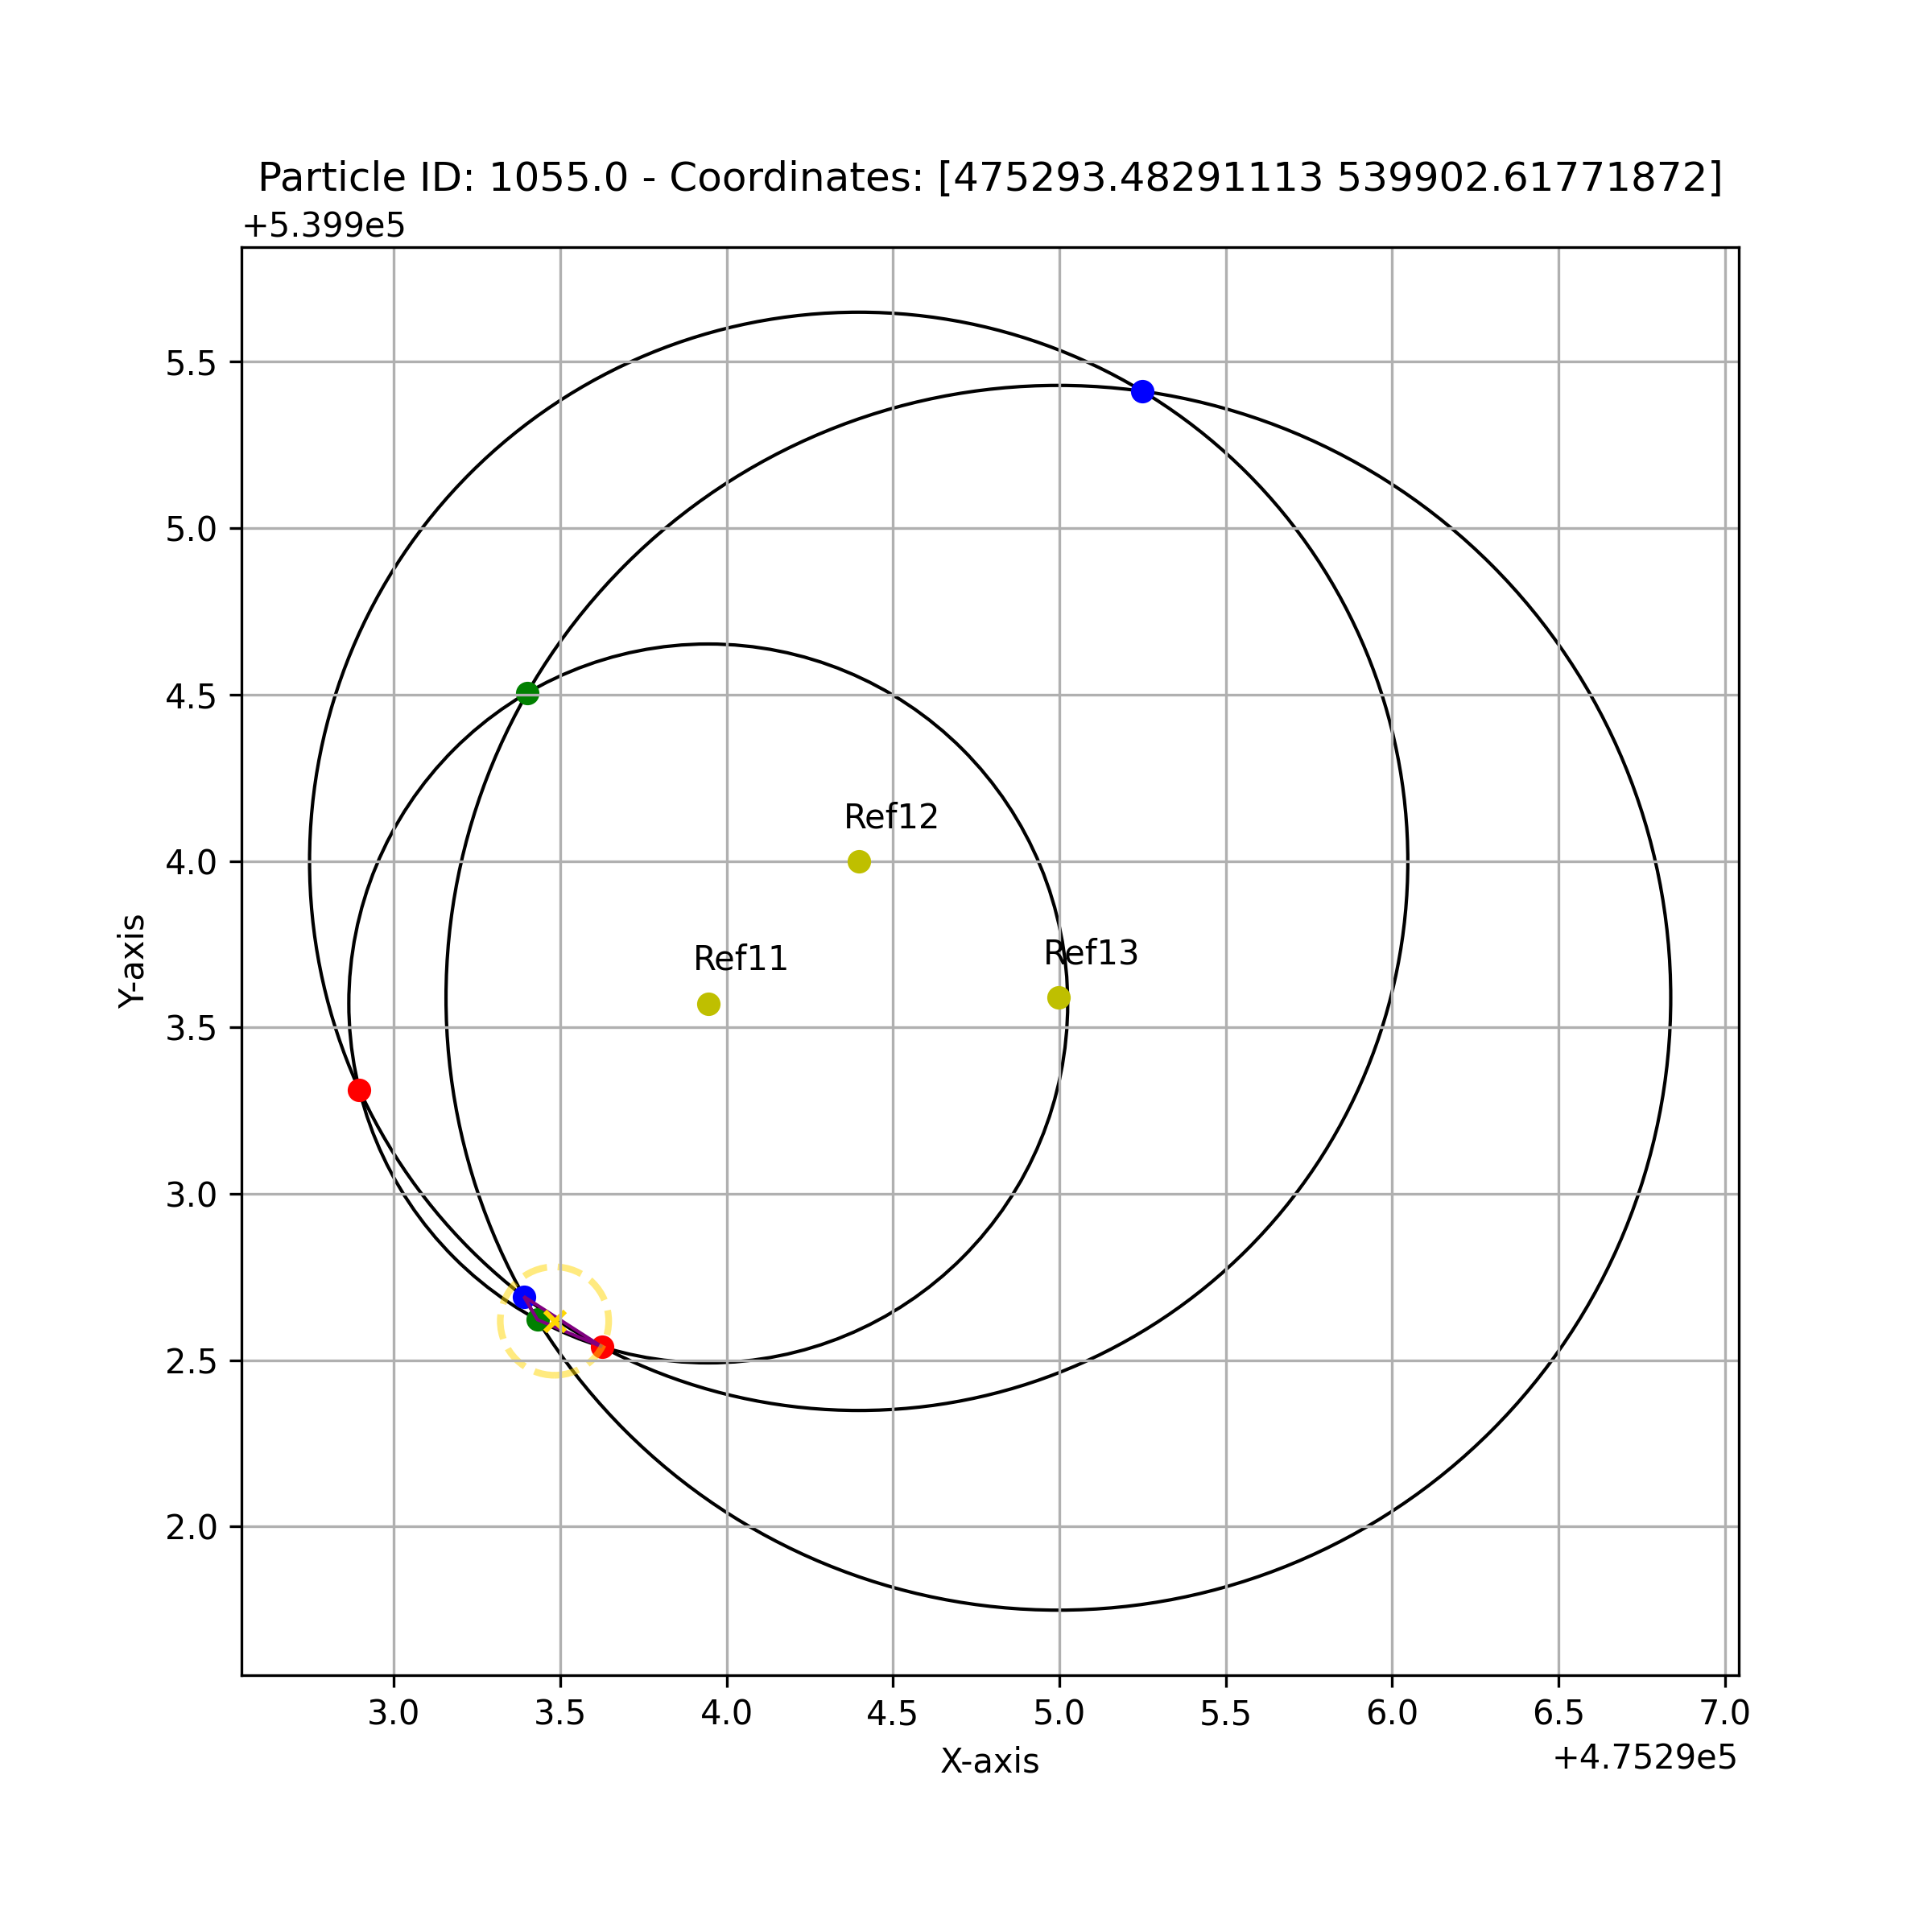 Particle ID: 1055.0 - Coordinates: [475293.48291113 539902.61771872]
+5.399e5
5.5
5.0
4.5
Ref12
4.0
Y-axis
Ref11
Ref13
3.5
3.0
2.5
2.0
3.0 3.5 4.0 4.5 5.0 5.5 6.0 6.5 7.0
X-axis
+4.7529e5